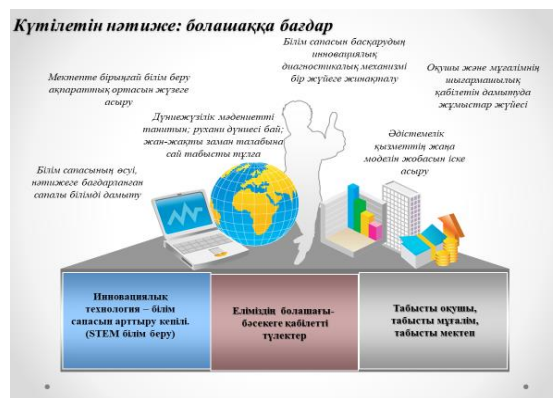 Күтілетін нәтиже: болашаққа бағдар
Білім сапасын басқарудың
инновациялық
диагностикалық механизмі
бір жүйеге жинақталу
Оқушы және мұғалімнің
шығармашылық
қабілетін дамытуда
жұмыстар жүйесі
Мектепте бірыңғай білім беру
ақпараттық ортасын жүзеге
асыру
Дүниежүзілік мәдениетті
танитын; рухани дүниесі бай;
жан-жақты заман талабына
сай табысты тұлға
Әдістемелік
қызметтің жаңа
моделін жобасын іске
асыру
Білім сапасының өсуі,
нәтижеге бағдарланған
сапалы білімді дамыту
Инновациялық
технология – білім
сапасын арттыру кепілі.
(STEM білім беру)
Еліміздің болашағы-
бәсекеге қабілетті
түлектер
Табысты оқушы,
табысты мұғалім,
табысты мектеп